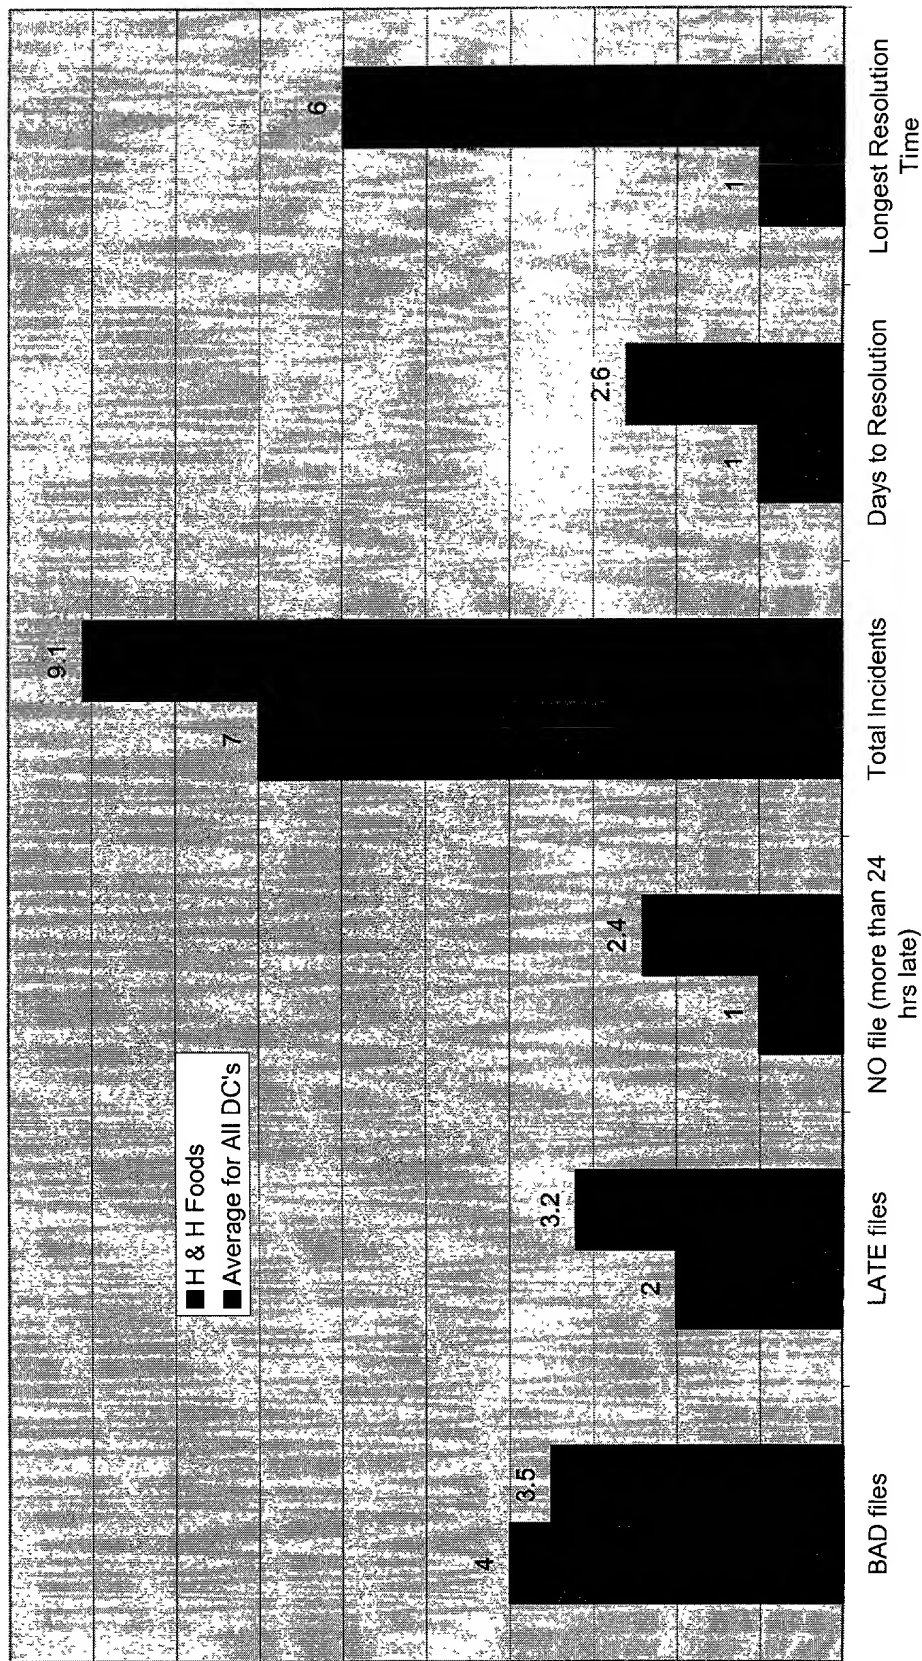 H & H Foods
Average for All DC's
4
3.5
2
3.2
1
2.4
7
9.1
1
2.6
1
6
BAD files
LATE files
NO file (more than 24
hrs late)
Total Incidents
Days to Resolution
Longest Resolution
Time